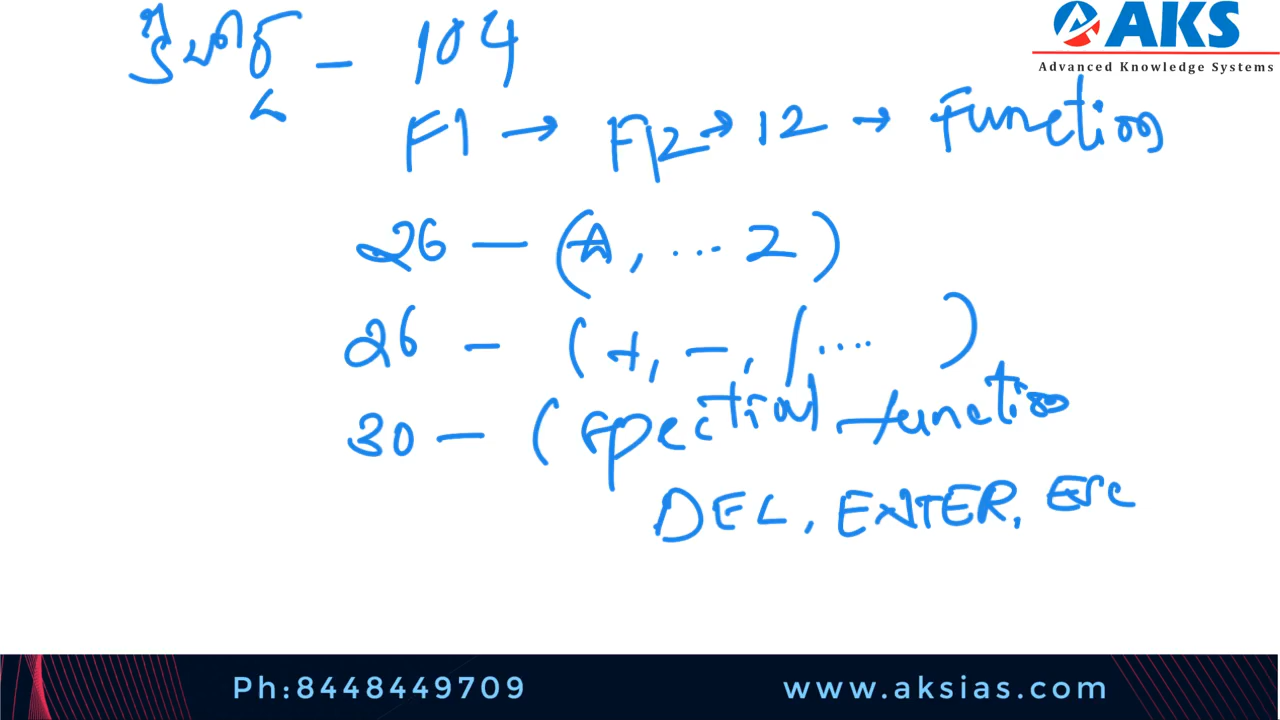 AKS
Advanced Knowledge Systems
- 104
F1 → F12 → 12 → Function
26 - (A, ... Z)
26 - (+, -, /.... )
30 - (spectial function
DEL, ENTER, ESC
Ph:8448449709
www.aksias.com